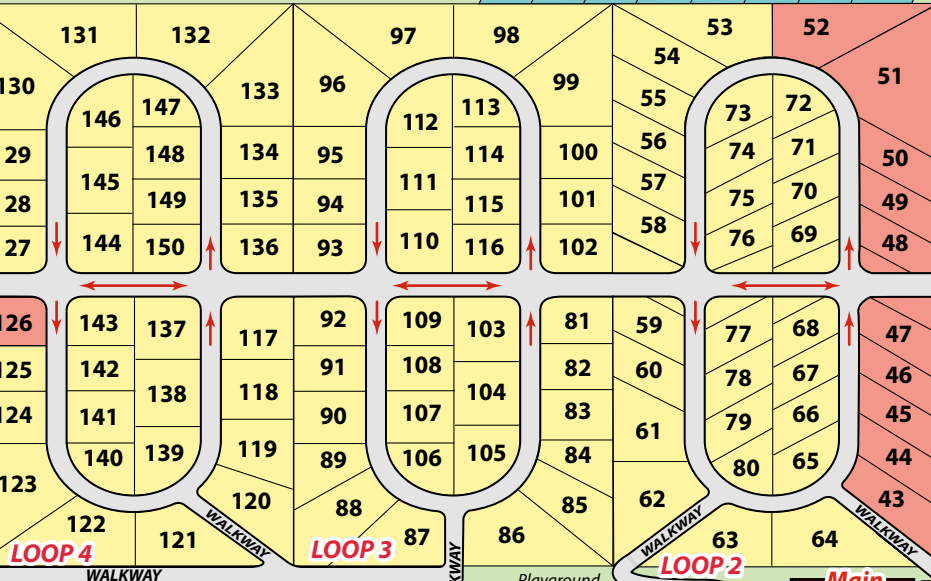 131 132 97 98 53 52
130 133 96 99 54 51
146 147 112 113 55 73 72
29 148 134 95 114 100 56 74 71 50
28 145 149 135 94 111 115 101 57 75 70 49
27 144 150 136 93 110 116 102 58 76 69 48
126 143 137 117 92 109 103 81 59 77 68 47
125 142 138 118 91 108 104 82 60 78 67 46
124 141 119 90 107 105 83 61 79 66 45
123 140 139 120 89 106 84 62 80 65 44
122 121 88 87 86 85 63 64 43
WALKWAY
WALKWAY
WALKWAY
LOOP 4
LOOP 3
LOOP 2
WALKWAY
KWAY
Playground
Main